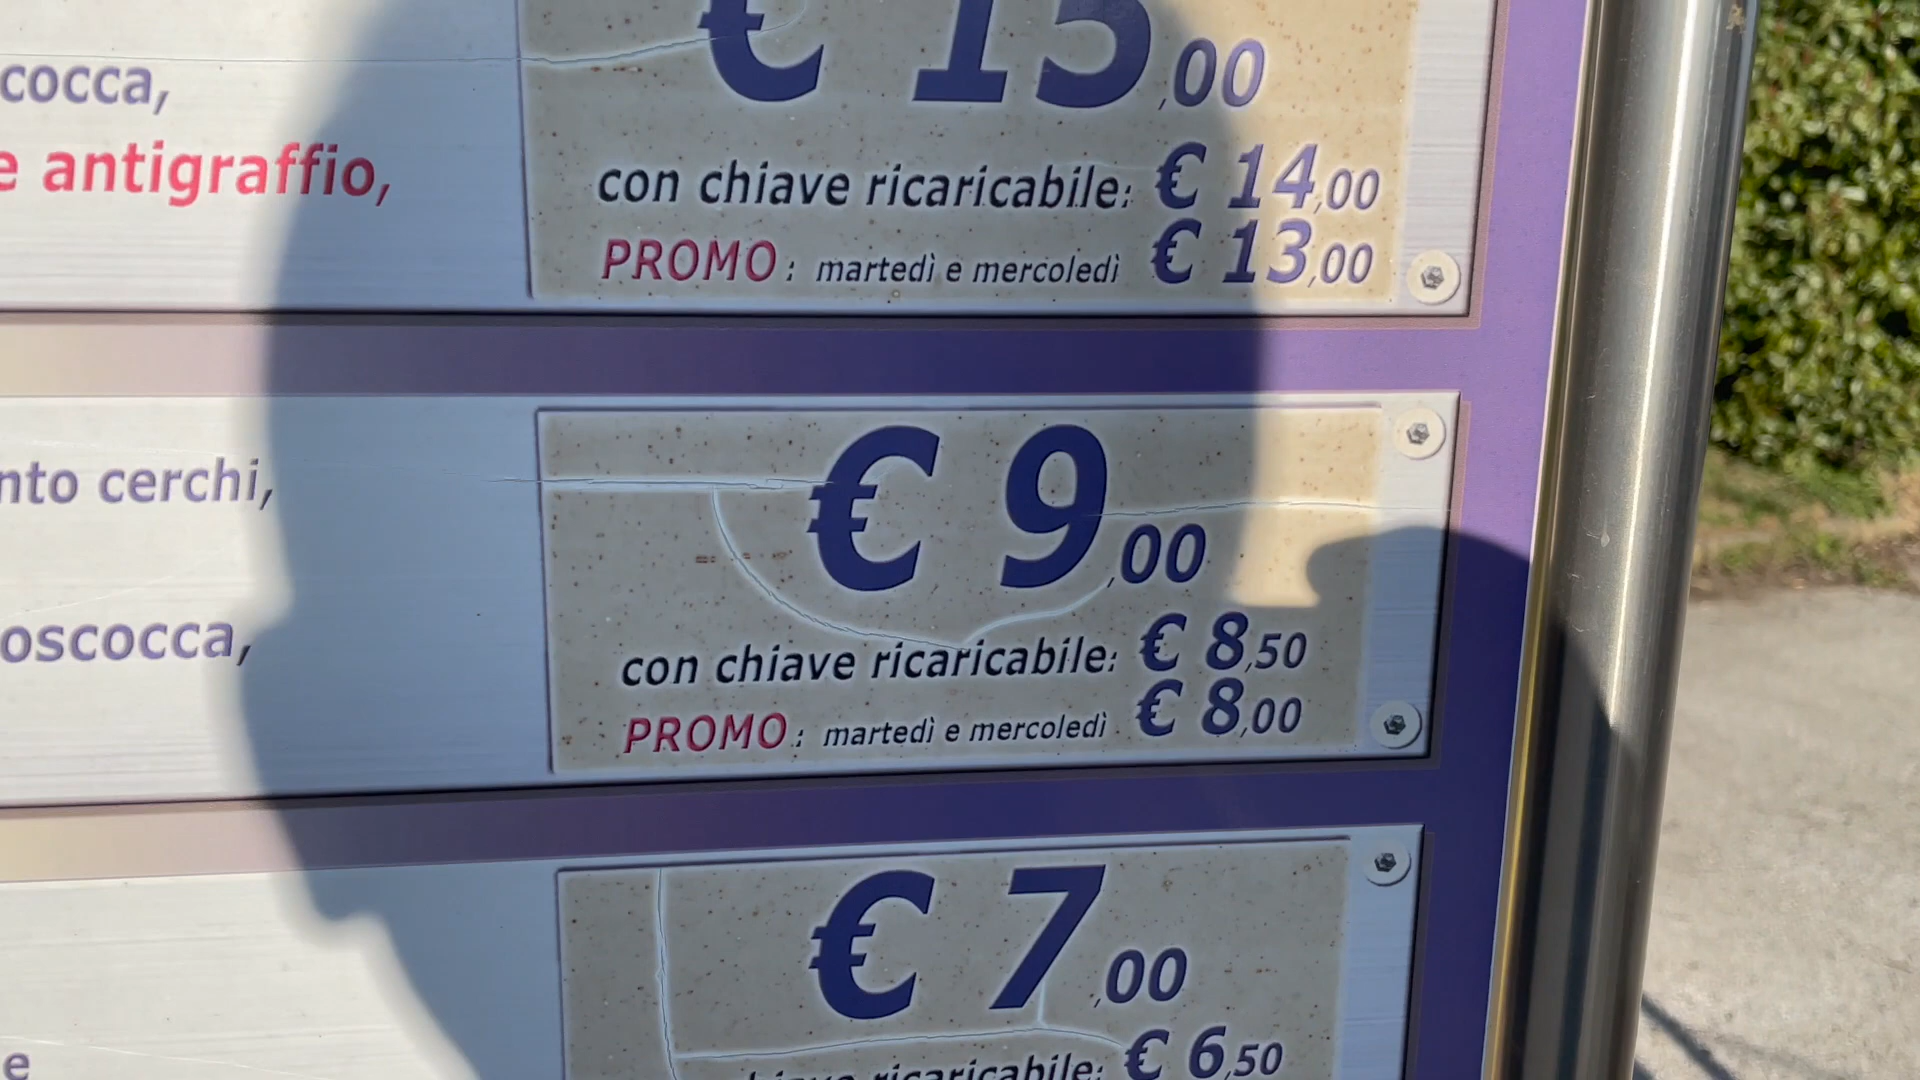 € 15,00
cocca,
e antigraffio,
con chiave ricaricabile: € 14,00
PROMO: martedì e mercoledì € 13,00
€ 9,00
nto cerchi,
oscocca,
con chiave ricaricabile: € 8,50
PROMO: martedì e mercoledì € 8,00
€ 7,00
e
ricaricabile: € 6,50